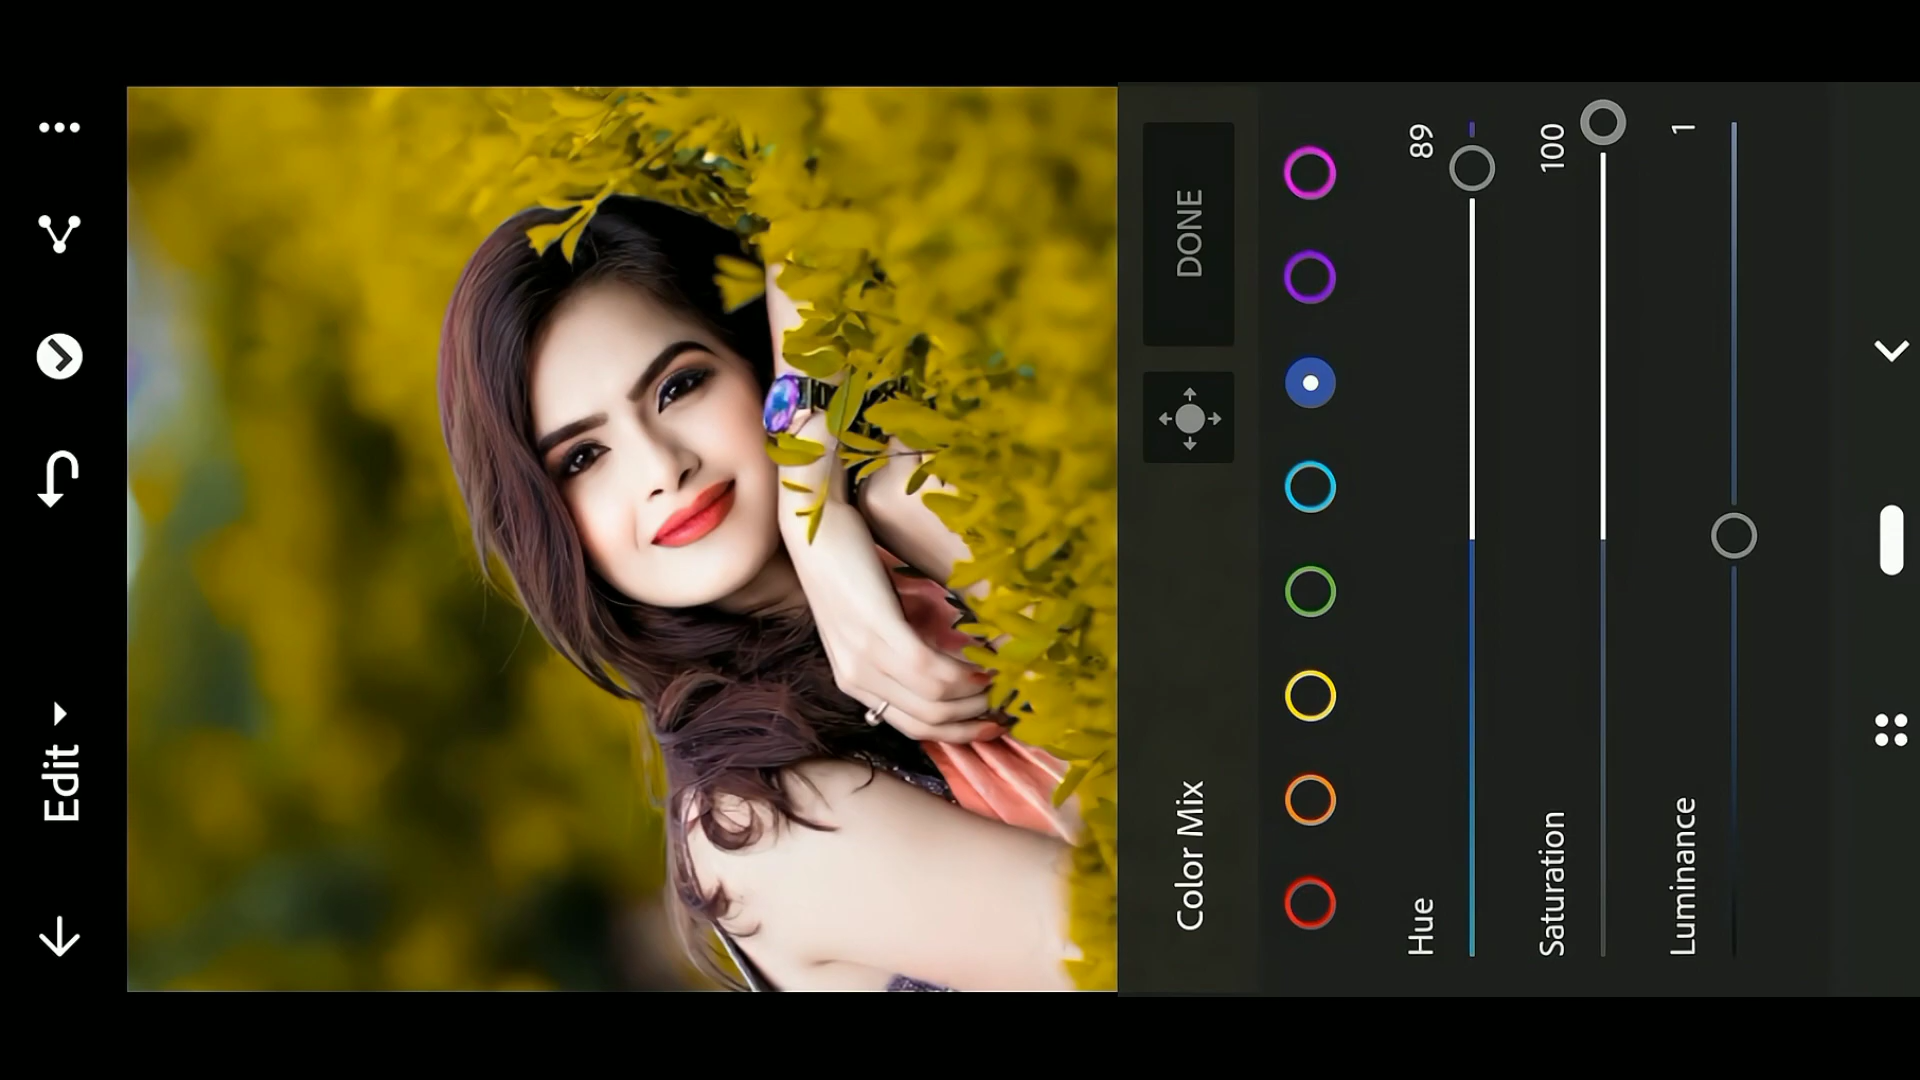 Edit
Color Mix
DONE
Hue
89
Saturation
100
Luminance
1